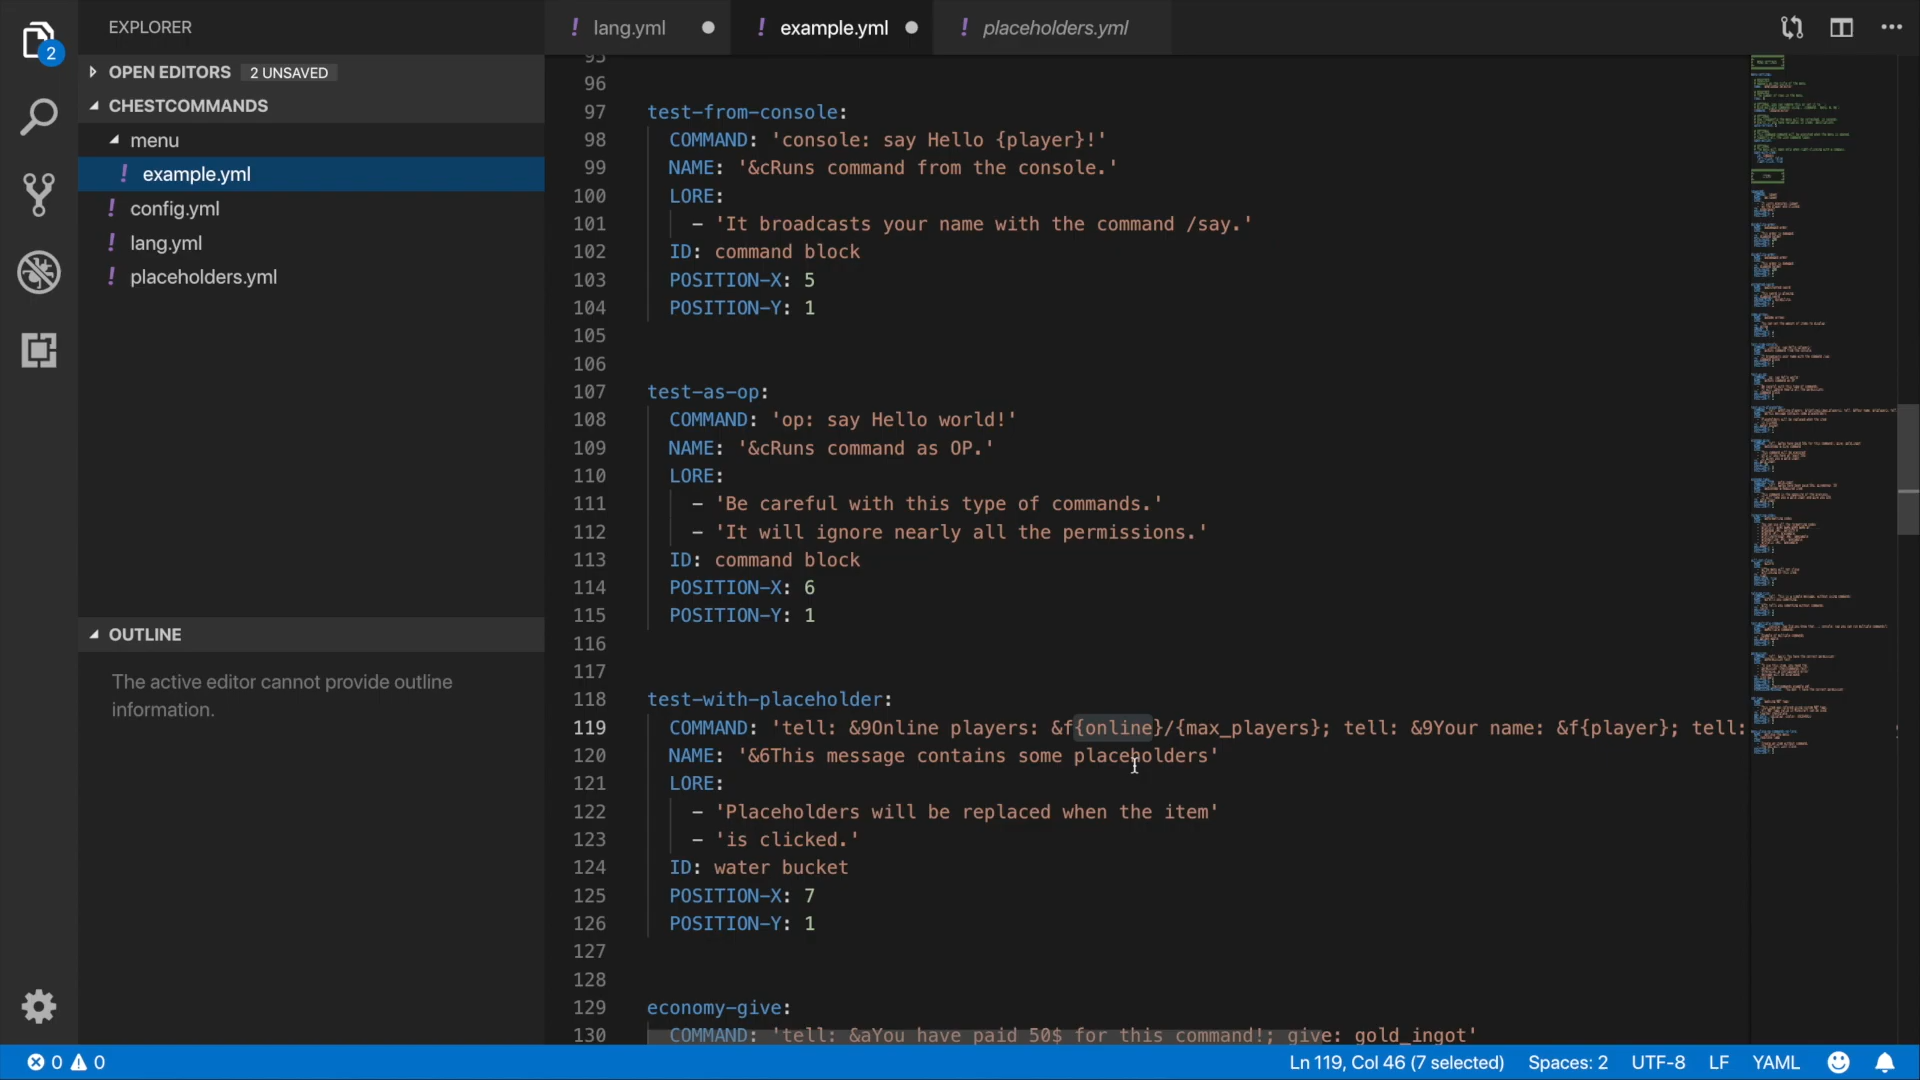 EXPLORER
! lang.yml
! example.yml
! placeholders.yml
2
OPEN EDITORS 2 UNSAVED
CHESTCOMMANDS
menu
! example.yml
! config.yml
! lang.yml
! placeholders.yml
OUTLINE
The active editor cannot provide outline
information.
95
96
97 test-from-console:
98 COMMAND: 'console: say Hello {player}!'
99 NAME: '&cRuns command from the console.'
100 LORE:
101 - 'It broadcasts your name with the command /say.'
102 ID: command block
103 POSITION-X: 5
104 POSITION-Y: 1
105
106
107 test-as-op:
108 COMMAND: 'op: say Hello world!'
109 NAME: '&cRuns command as OP.'
110 LORE:
111 - 'Be careful with this type of commands.'
112 - 'It will ignore nearly all the permissions.'
113 ID: command block
114 POSITION-X: 6
115 POSITION-Y: 1
116
117
118 test-with-placeholder:
119 COMMAND: 'tell: &9Online players: &f{online}/{max_players}; tell: &9Your name: &f{player}; tell:
120 NAME: '&6This message contains some placeholders'
121 LORE:
122 - 'Placeholders will be replaced when the item'
123 - 'is clicked.'
124 ID: water bucket
125 POSITION-X: 7
126 POSITION-Y: 1
127
128
129 economy-give:
130 COMMAND: 'tell: &aYou have paid 50$ for this command!; give: gold_ingot'
0 0
Ln 119, Col 46 (7 selected) Spaces: 2 UTF-8 LF YAML